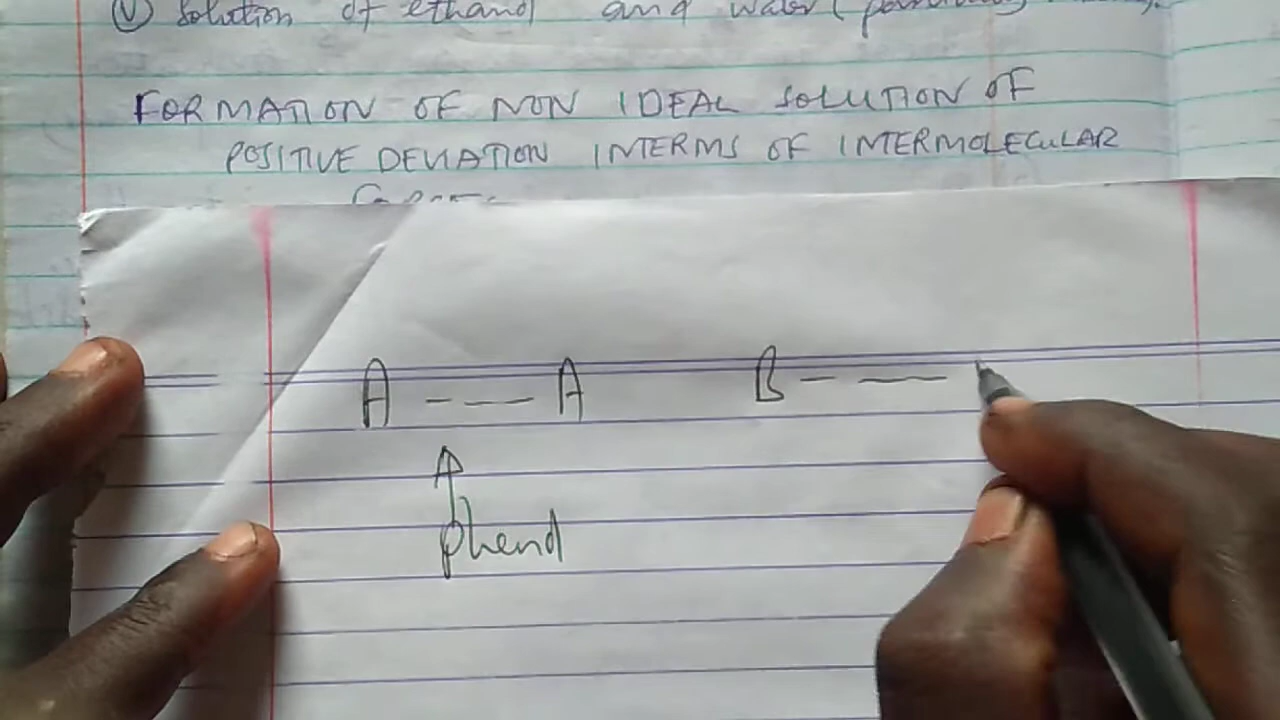 (V) Solution of ethanol and water (
FORMATION OF NON IDEAL SOLUTION OF
POSITIVE DEVIATION INTERMS OF INTERMOLECULAR
A - - - A B - -
phenol